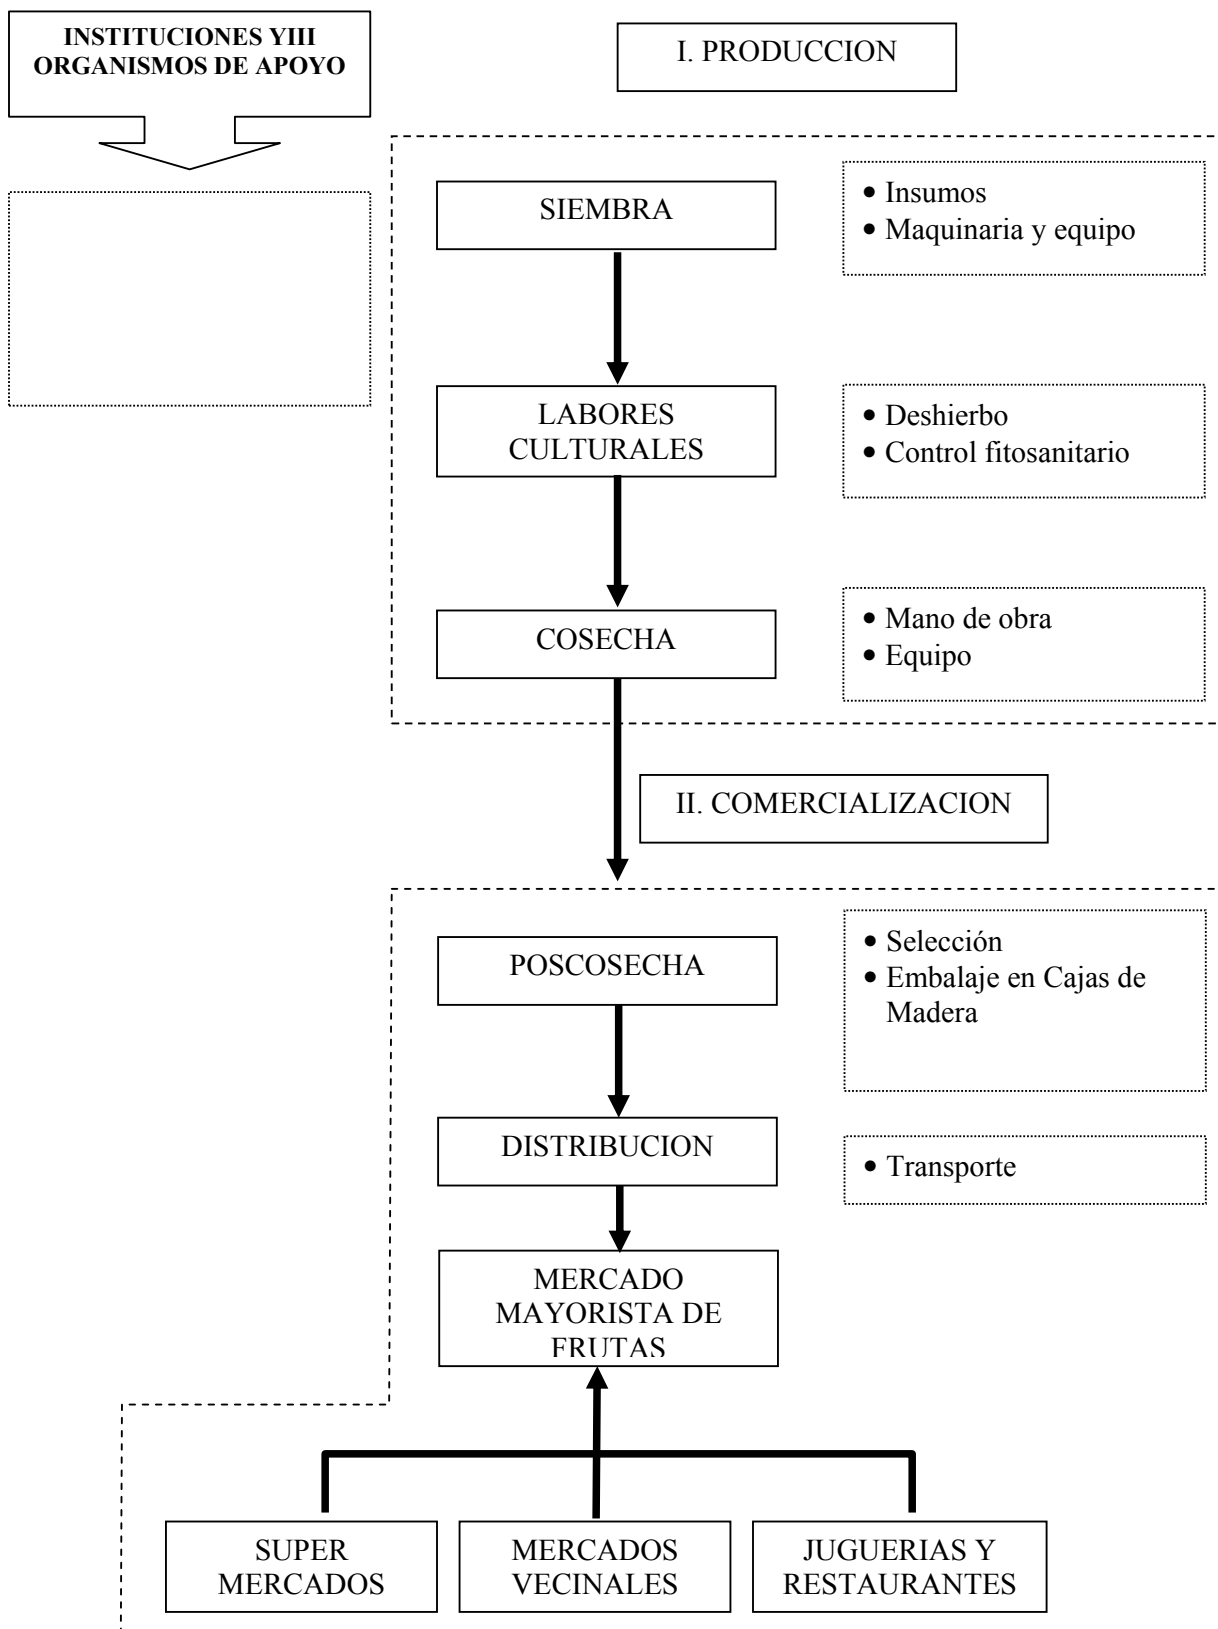 INSTITUCIONES YIII
ORGANISMOS DE APOYO
I. PRODUCCION
SIEMBRA
• Insumos
• Maquinaria y equipo
LABORES
CULTURALES
• Deshierbo
• Control fitosanitario
COSECHA
• Mano de obra
• Equipo
II. COMERCIALIZACION
POSCOSECHA
• Selección
• Embalaje en Cajas de
Madera
DISTRIBUCION
• Transporte
MERCADO
MAYORISTA DE
FRUTAS
SUPER
MERCADOS
MERCADOS
VECINALES
JUGUERIAS Y
RESTAURANTES